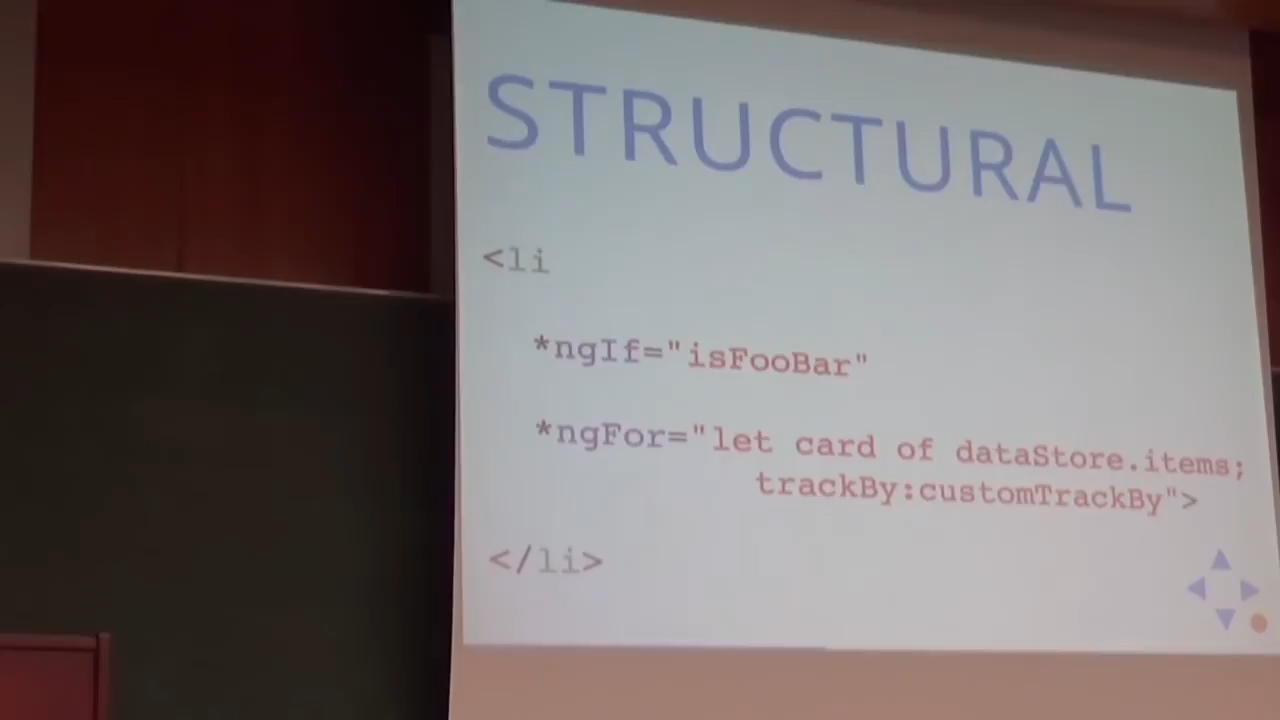 STRUCTURAL
<li
*ngIf="isFooBar"
*ngFor="let card of dataStore.items;
trackBy:customTrackBy">
</li>